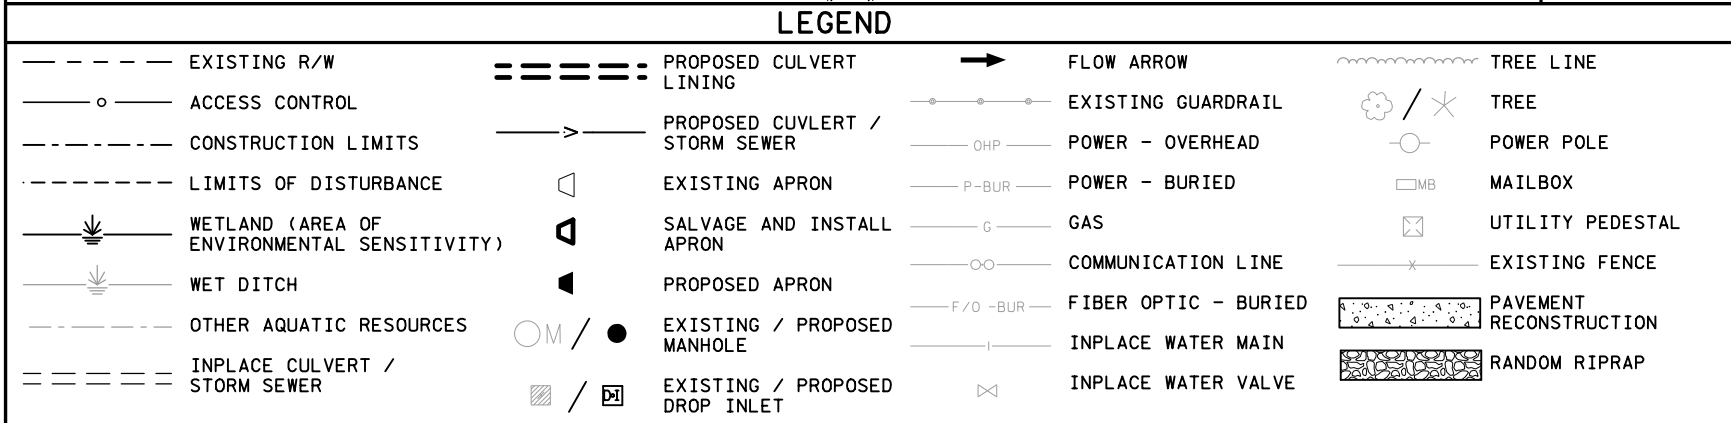 LEGEND
EXISTING R/W
ACCESS CONTROL
CONSTRUCTION LIMITS
LIMITS OF DISTURBANCE
WETLAND (AREA OF
ENVIRONMENTAL SENSITIVITY)
WET DITCH
OTHER AQUATIC RESOURCES
INPLACE CULVERT /
STORM SEWER
PROPOSED CULVERT
LINING
PROPOSED CUVLERT /
STORM SEWER
EXISTING APRON
SALVAGE AND INSTALL
APRON
PROPOSED APRON
M
EXISTING / PROPOSED
MANHOLE
D-I
EXISTING / PROPOSED
DROP INLET
FLOW ARROW
EXISTING GUARDRAIL
OHP
POWER - OVERHEAD
P-BUR
POWER - BURIED
G
GAS
COMMUNICATION LINE
F/O -BUR
FIBER OPTIC - BURIED
INPLACE WATER MAIN
INPLACE WATER VALVE
TREE LINE
TREE
POWER POLE
MB
MAILBOX
UTILITY PEDESTAL
EXISTING FENCE
PAVEMENT
RECONSTRUCTION
RANDOM RIPRAP